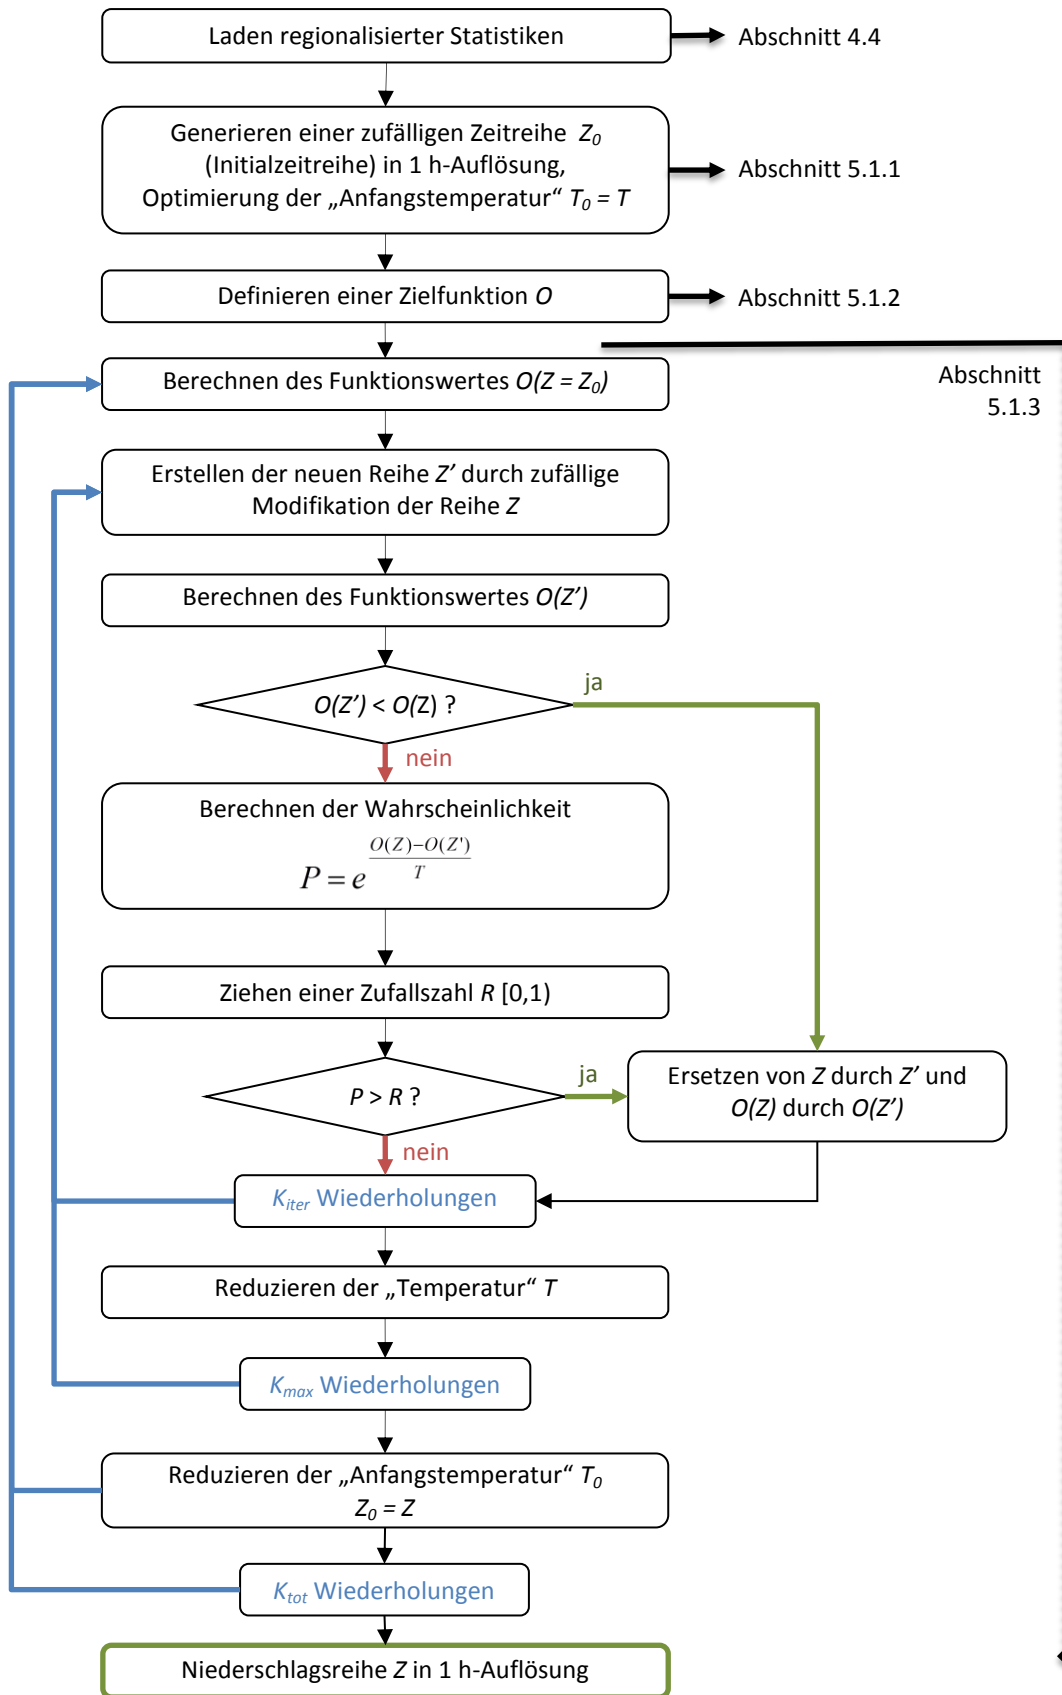 Laden regionalisierter Statistiken
Abschnitt 4.4
Generieren einer zufälligen Zeitreihe Z0
(Initialzeitreihe) in 1 h-Auflösung,
Optimierung der „Anfangstemperatur“ T0 = T
Abschnitt 5.1.1
Definieren einer Zielfunktion O
Abschnitt 5.1.2
Berechnen des Funktionswertes O(Z = Z0)
Abschnitt
5.1.3
Erstellen der neuen Reihe Z’ durch zufällige
Modifikation der Reihe Z
Berechnen des Funktionswertes O(Z’)
O(Z’) < O(Z) ?
ja
nein
Berechnen der Wahrscheinlichkeit
P = e^((O(Z)−O(Z'))/T)
Ziehen einer Zufallszahl R [0,1)
P > R ?
ja
Ersetzen von Z durch Z’ und
O(Z) durch O(Z’)
nein
Kiter Wiederholungen
Reduzieren der „Temperatur“ T
Kmax Wiederholungen
Reduzieren der „Anfangstemperatur“ T0
Z0 = Z
Ktot Wiederholungen
Niederschlagsreihe Z in 1 h-Auflösung